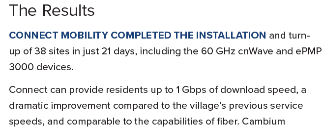 The Results
CONNECT MOBILITY COMPLETED THE INSTALLATION and turn-
up of 38 sites in just 21 days, including the 60 GHz cnWave and ePMP
3000 devices.
Connect can provide residents up to 1 Gbps of download speed, a
dramatic improvement compared to the village's previous service
speeds, and comparable to the capabilities of fiber. Cambium